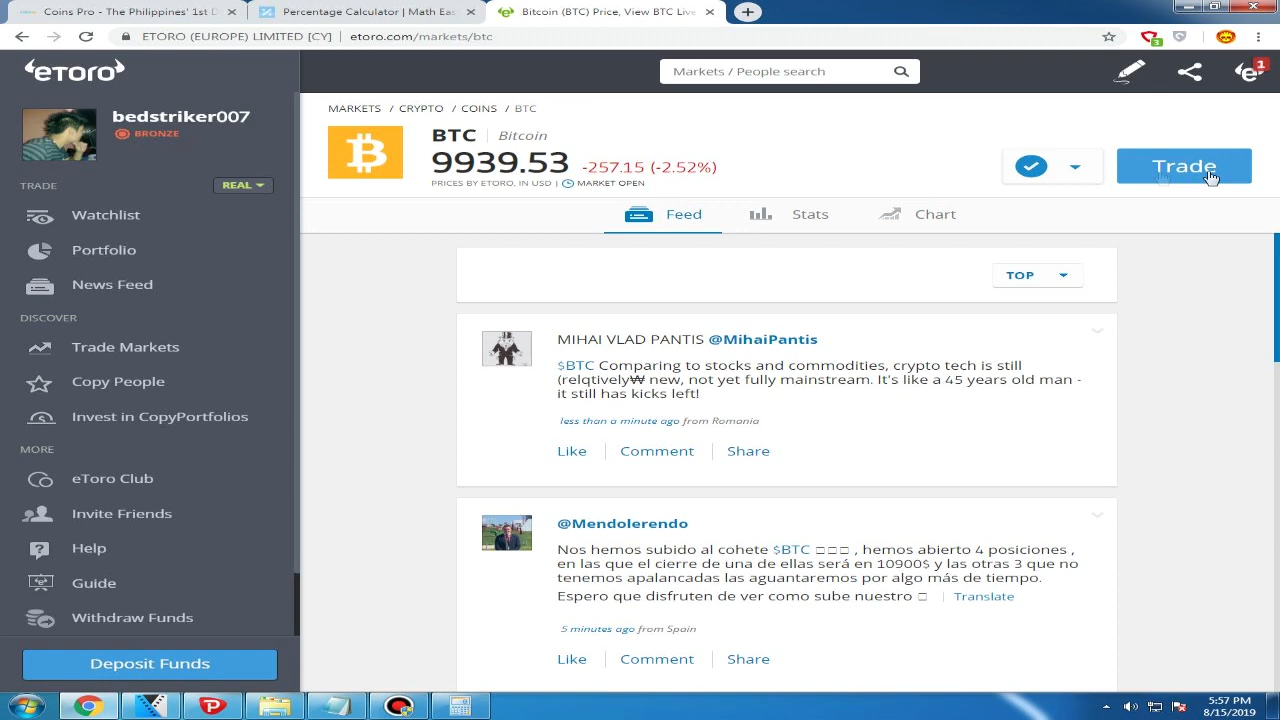 Coins Pro - The Philippines' 1st D
Percentage Calculator | Math Eas
Bitcoin (BTC) Price, View BTC Live
ETORO (EUROPE) LIMITED [CY] | etoro.com/markets/btc
3
eTORO
Markets / People search
1
bedstriker007
BRONZE
TRADE
REAL
Watchlist
Portfolio
News Feed
DISCOVER
Trade Markets
Copy People
Invest in CopyPortfolios
MORE
eToro Club
Invite Friends
Help
Guide
Withdraw Funds
Deposit Funds
MARKETS / CRYPTO / COINS / BTC
BTC | Bitcoin
9939.53 -257.15 (-2.52%)
PRICES BY ETORO, IN USD | MARKET OPEN
Trade
Feed
Stats
Chart
TOP
MIHAI VLAD PANTIS @MihaiPantis
$BTC Comparing to stocks and commodities, crypto tech is still
(relqtively₩ new, not yet fully mainstream. It's like a 45 years old man -
it still has kicks left!
less than a minute ago from Romania
Like | Comment | Share
@Mendolerendo
Nos hemos subido al cohete $BTC □□□ , hemos abierto 4 posiciones ,
en las que el cierre de una de ellas será en 10900$ y las otras 3 que no
tenemos apalancadas las aguantaremos por algo más de tiempo.
Espero que disfruten de ver como sube nuestro □ | Translate
5 minutes ago from Spain
Like | Comment | Share
5:57 PM
8/15/2019